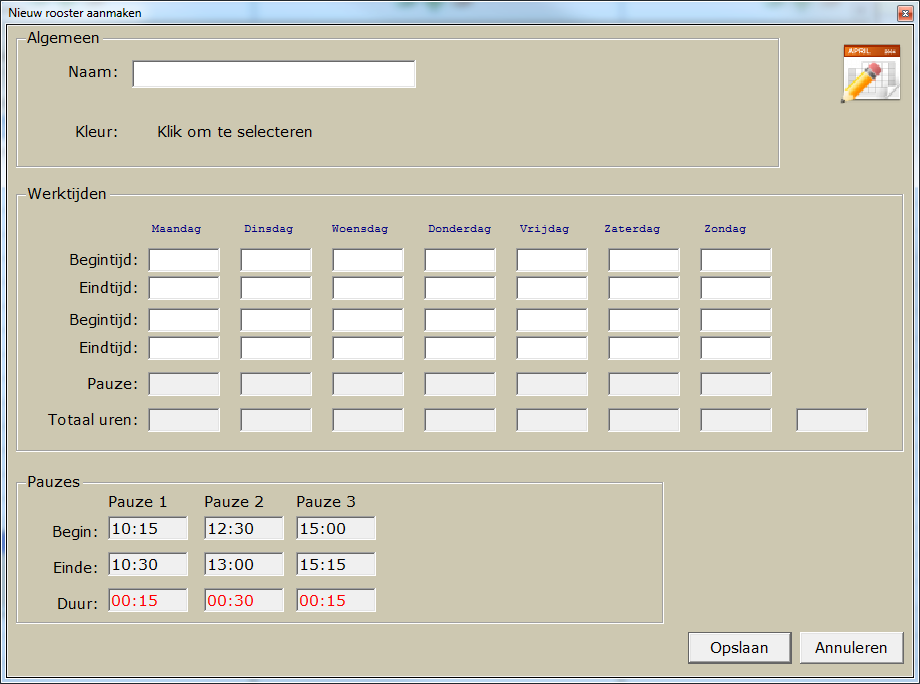 Nieuw rooster aanmaken
Algemeen
APRIL
Naam:
Kleur: Klik om te selecteren
Werktijden
Maandag Dinsdag Woensdag Donderdag Vrijdag Zaterdag Zondag
Begintijd:
Eindtijd:
Begintijd:
Eindtijd:
Pauze:
Totaal uren:
Pauzes
Pauze 1 Pauze 2 Pauze 3
Begin: 10:15 12:30 15:00
Einde: 10:30 13:00 15:15
Duur: 00:15 00:30 00:15
Opslaan Annuleren